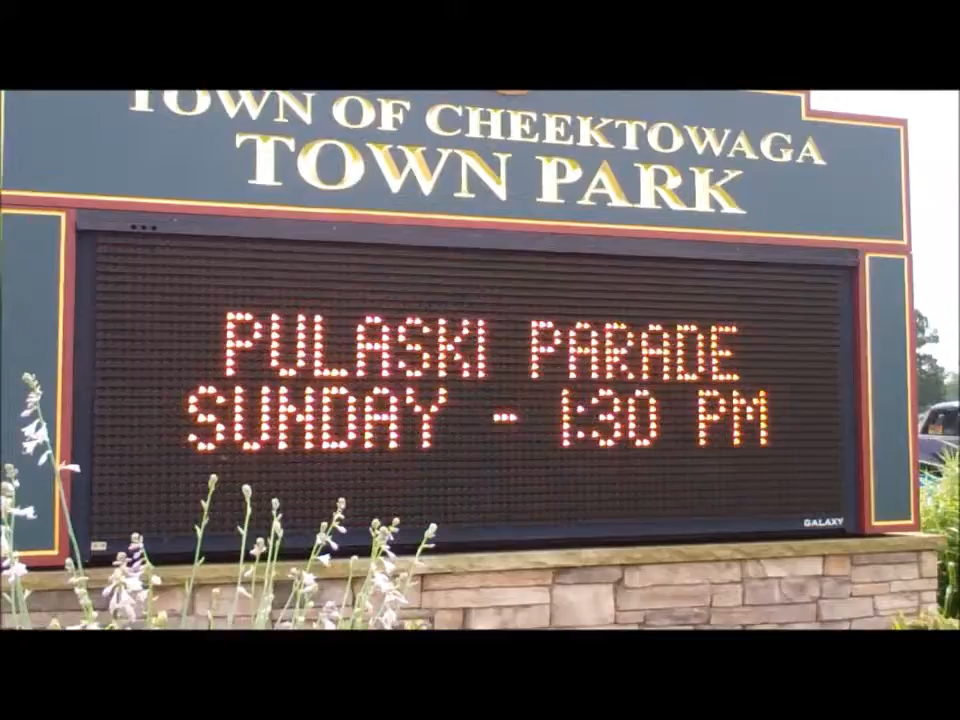 TOWN OF CHEEKTOWAGA
TOWN PARK
PULASKI PARADE
SUNDAY - 1:30 PM
GALAXY